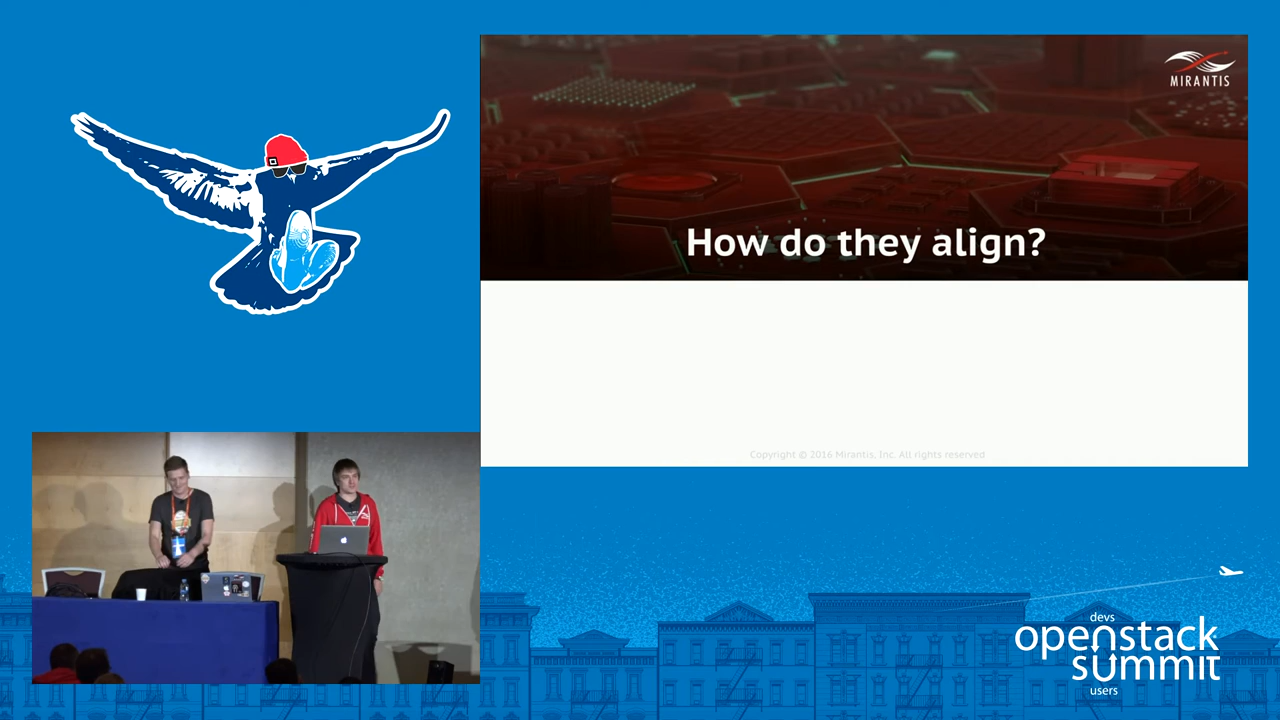 MIRANTIS
How do they align?
Copyright © 2016 Mirantis, Inc. All rights reserved
devs
openstack
summit
users